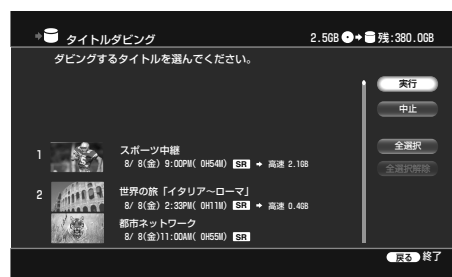 タイトルダビング 2.5GB 残:380.0GB
ダビングするタイトルを選んでください。
実行
中止
全選択
全選択解除
1 スポーツ中継
8/ 8(金) 9:00PM( 0H54M) SR 高速 2.1GB
2 世界の旅「イタリア～ローマ」
8/ 8(金) 2:33PM( 0H11M) SR 高速 0.4GB
都市ネットワーク
8/ 8(金)11:00AM( 0H55M) SR
戻る 終了